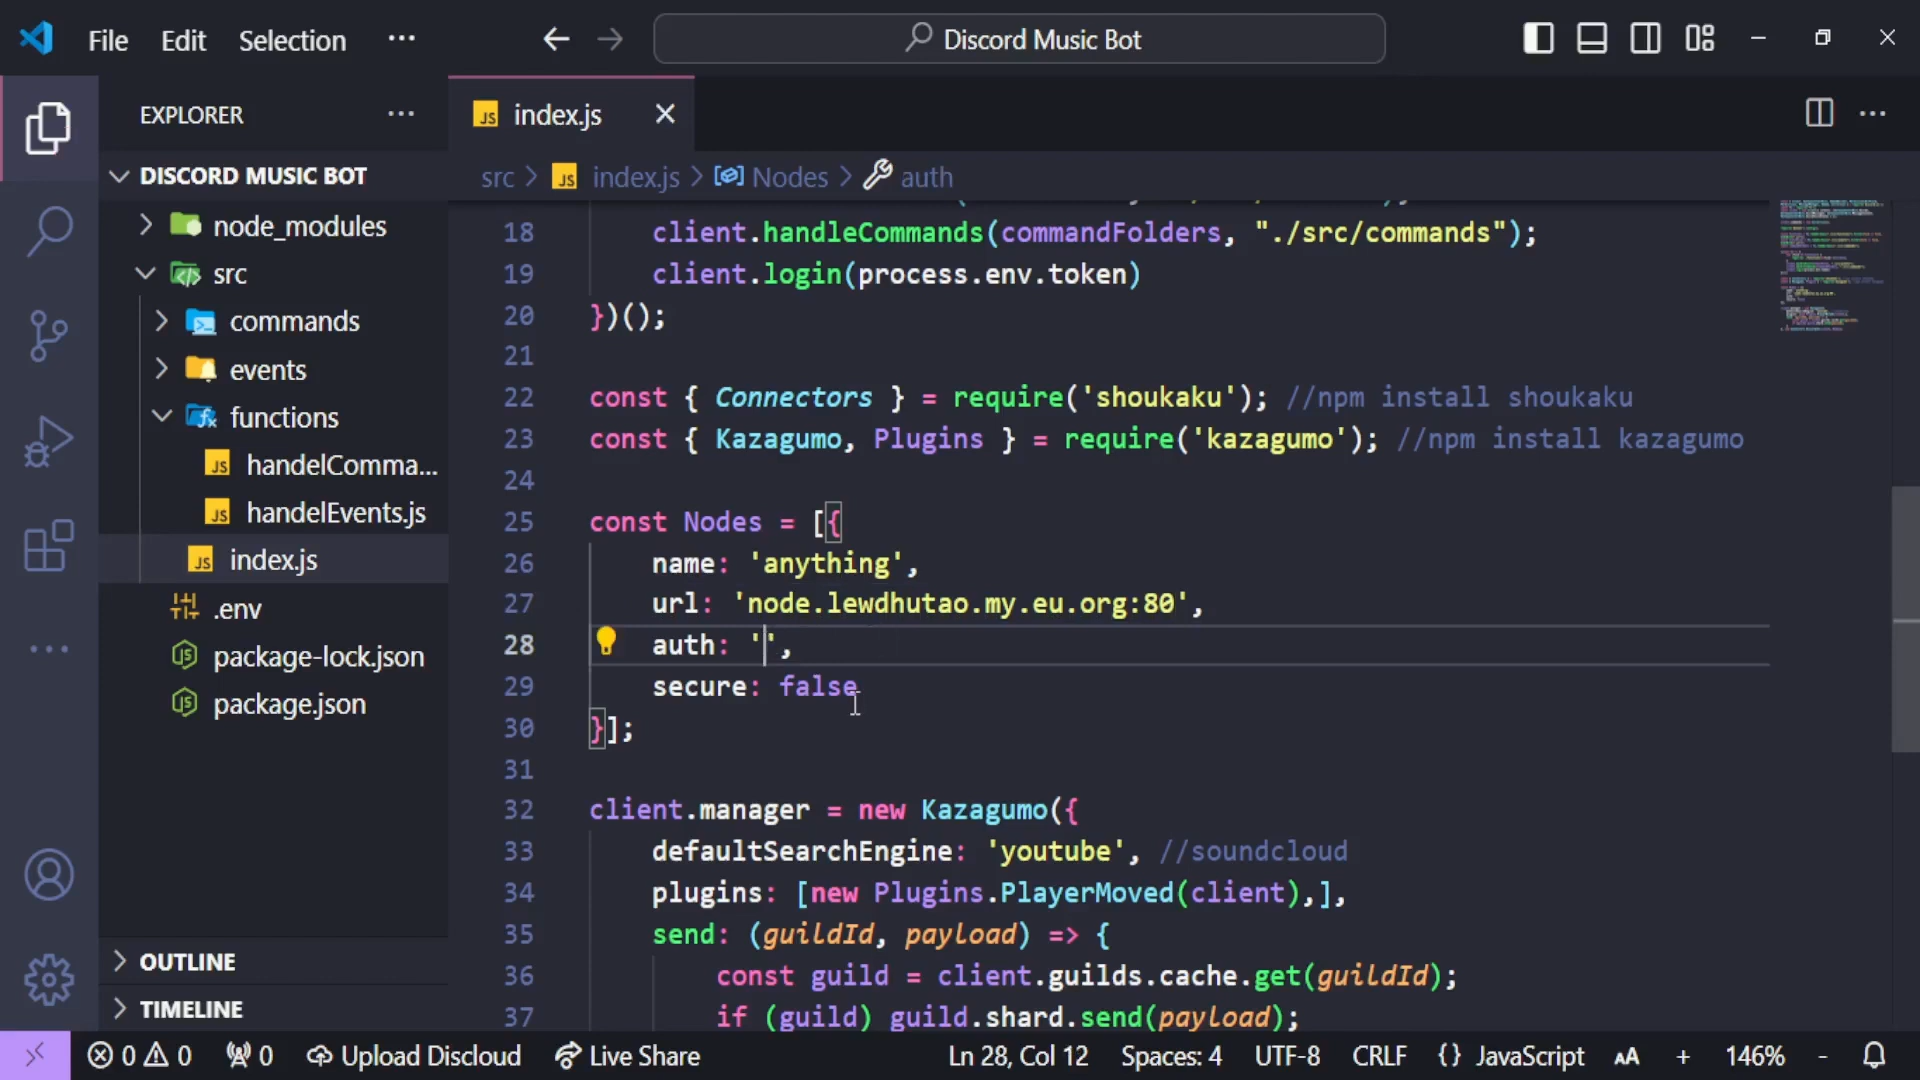 File Edit Selection ··· Discord Music Bot
EXPLORER ···
DISCORD MUSIC BOT
node_modules
src
commands
events
functions
handelComma...
handelEvents.js
index.js
.env
package-lock.json
package.json
OUTLINE
TIMELINE
JS index.js
src > JS index.js > Nodes > auth
18 client.handleCommands(commandFolders, "./src/commands");
19 client.login(process.env.token)
20 })();
21
22 const { Connectors } = require('shoukaku'); //npm install shoukaku
23 const { Kazagumo, Plugins } = require('kazagumo'); //npm install kazagumo
24
25 const Nodes = [{
26 name: 'anything',
27 url: 'node.lewdhutao.my.eu.org:80',
28 auth: '',
29 secure: false
30 }];
31
32 client.manager = new Kazagumo({
33 defaultSearchEngine: 'youtube', //soundcloud
34 plugins: [new Plugins.PlayerMoved(client),],
35 send: (guildId, payload) => {
36 const guild = client.guilds.cache.get(guildId);
37 if (guild) guild.shard.send(payload);
0 0 0 Upload Discloud Live Share Ln 28, Col 12 Spaces: 4 UTF-8 CRLF {} JavaScript AA + 146% -